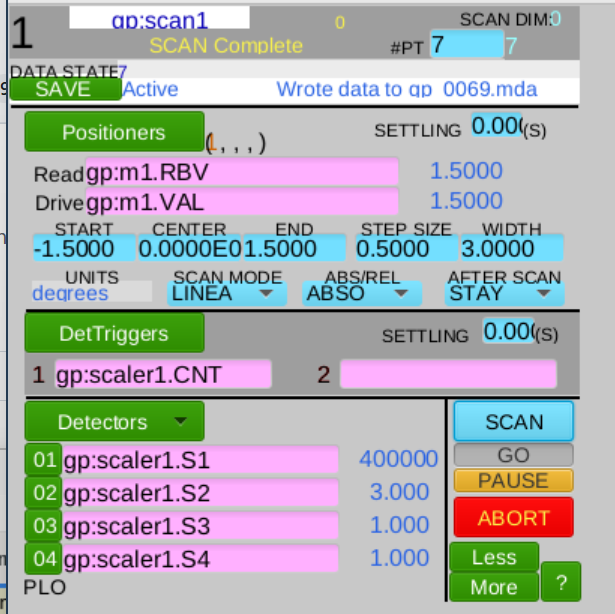 1 gp:scan1 0 SCAN DIM:0
SCAN Complete #PT 7 7
DATA STATE7
SAVE Active Wrote data to gp_0069.mda
Positioners (1,,,) SETTLING 0.00(S)
Read gp:m1.RBV 1.5000
Drive gp:m1.VAL 1.5000
START CENTER END STEP SIZE WIDTH
-1.5000 0.0000E0 1.5000 0.5000 3.0000
UNITS SCAN MODE ABS/REL AFTER SCAN
degrees LINEA ABSO STAY
DetTriggers SETTLING 0.00(S)
1 gp:scaler1.CNT 2
Detectors SCAN
01 gp:scaler1.S1 400000 GO
02 gp:scaler1.S2 3.000 PAUSE
03 gp:scaler1.S3 1.000 ABORT
04 gp:scaler1.S4 1.000 Less
PLO More ?